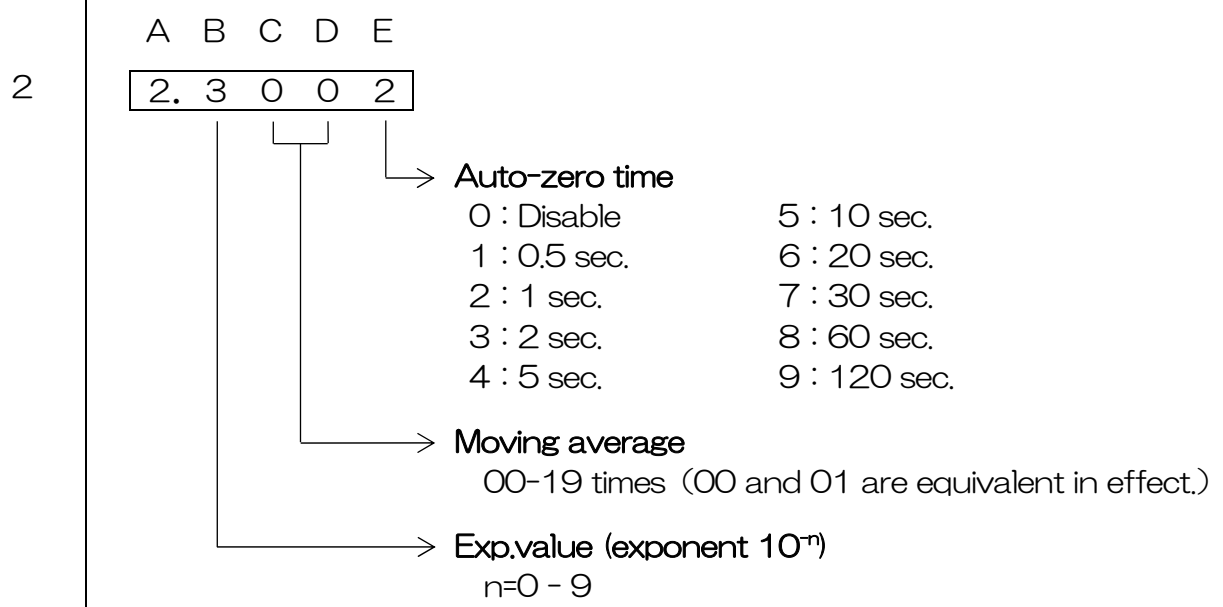 A B C D E
2
2. 3 0 0 2
Auto-zero time
0 : Disable 5 : 10 sec.
1 : 0.5 sec. 6 : 20 sec.
2 : 1 sec. 7 : 30 sec.
3 : 2 sec. 8 : 60 sec.
4 : 5 sec. 9 : 120 sec.
Moving average
00-19 times (00 and 01 are equivalent in effect.)
Exp.value (exponent 10⁻ⁿ)
n=0 - 9